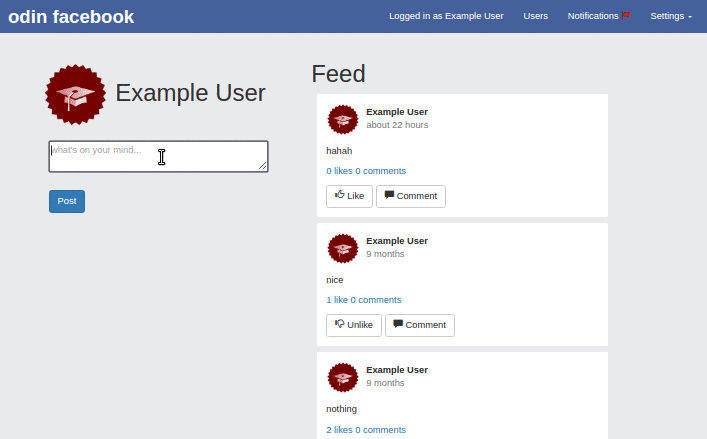 odin facebook
Logged in as Example User Users Notifications Settings
Example User
what's on your mind...
Post
Feed
Example User
about 22 hours
hahah
0 likes 0 comments
Like Comment
Example User
9 months
nice
1 like 0 comments
Unlike Comment
Example User
9 months
nothing
2 likes 0 comments